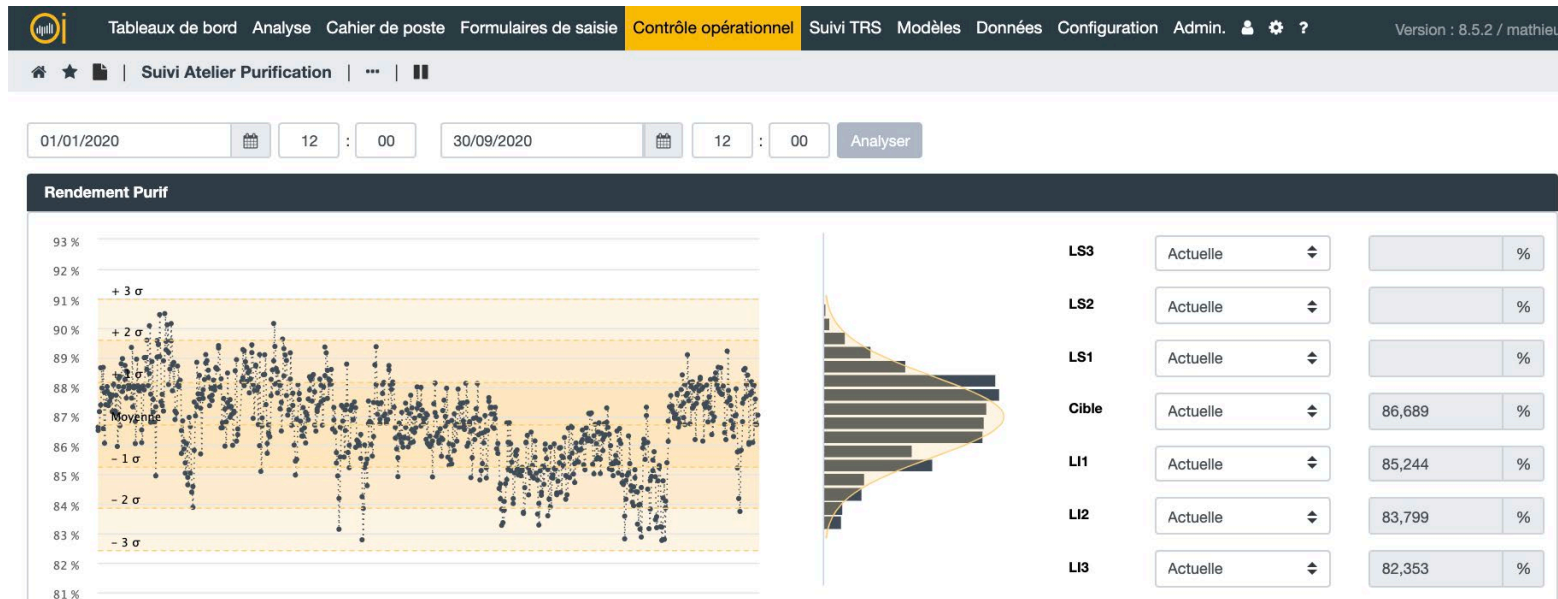 Tableaux de bord Analyse Cahier de poste Formulaires de saisie Contrôle opérationnel Suivi TRS Modèles Données Configuration Admin. ? Version : 8.5.2 / mathieu
| Suivi Atelier Purification | ··· |
01/01/2020 12 : 00 30/09/2020 12 : 00 Analyser
Rendement Purif
93 %
92 %
91 %
90 %
89 %
88 %
87 %
86 %
85 %
84 %
83 %
82 %
81 %
+ 3 σ
+ 2 σ
+ 1 σ
Moyenne
– 1 σ
– 2 σ
– 3 σ
LS3 Actuelle %
LS2 Actuelle %
LS1 Actuelle %
Cible Actuelle 86,689 %
LI1 Actuelle 85,244 %
LI2 Actuelle 83,799 %
LI3 Actuelle 82,353 %